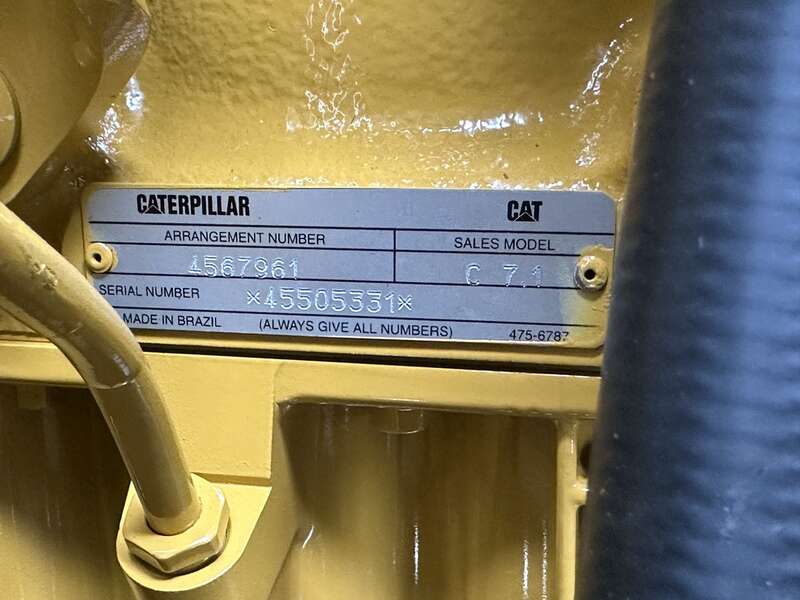 CATERPILLAR CAT
ARRANGEMENT NUMBER SALES MODEL
4567961 C 7.1
SERIAL NUMBER *45505331*
MADE IN BRAZIL (ALWAYS GIVE ALL NUMBERS) 475-6787